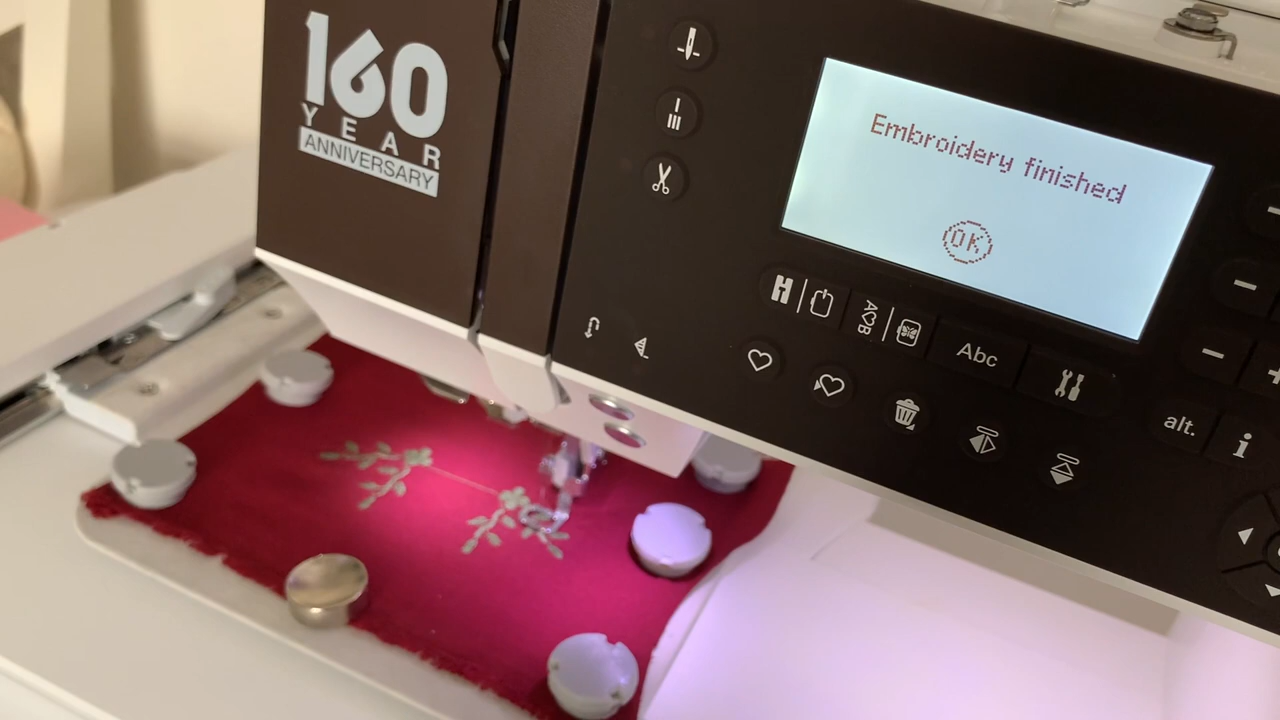 160
YEAR
ANNIVERSARY
Embroidery finished
OK
A
B
Abc
alt.
i